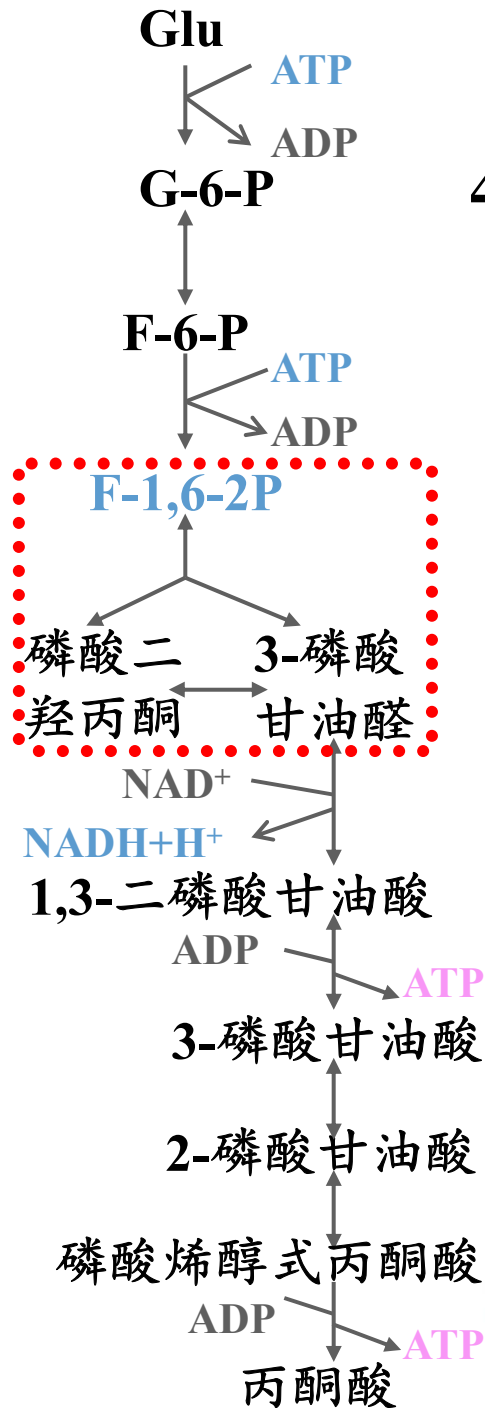 Glu
ATP
ADP
G-6-P
4
F-6-P
ATP
ADP
F-1,6-2P
磷酸二
羟丙酮
3-磷酸
甘油醛
NAD⁺
NADH+H⁺
1,3-二磷酸甘油酸
ADP
ATP
3-磷酸甘油酸
2-磷酸甘油酸
磷酸烯醇式丙酮酸
ADP
ATP
丙酮酸